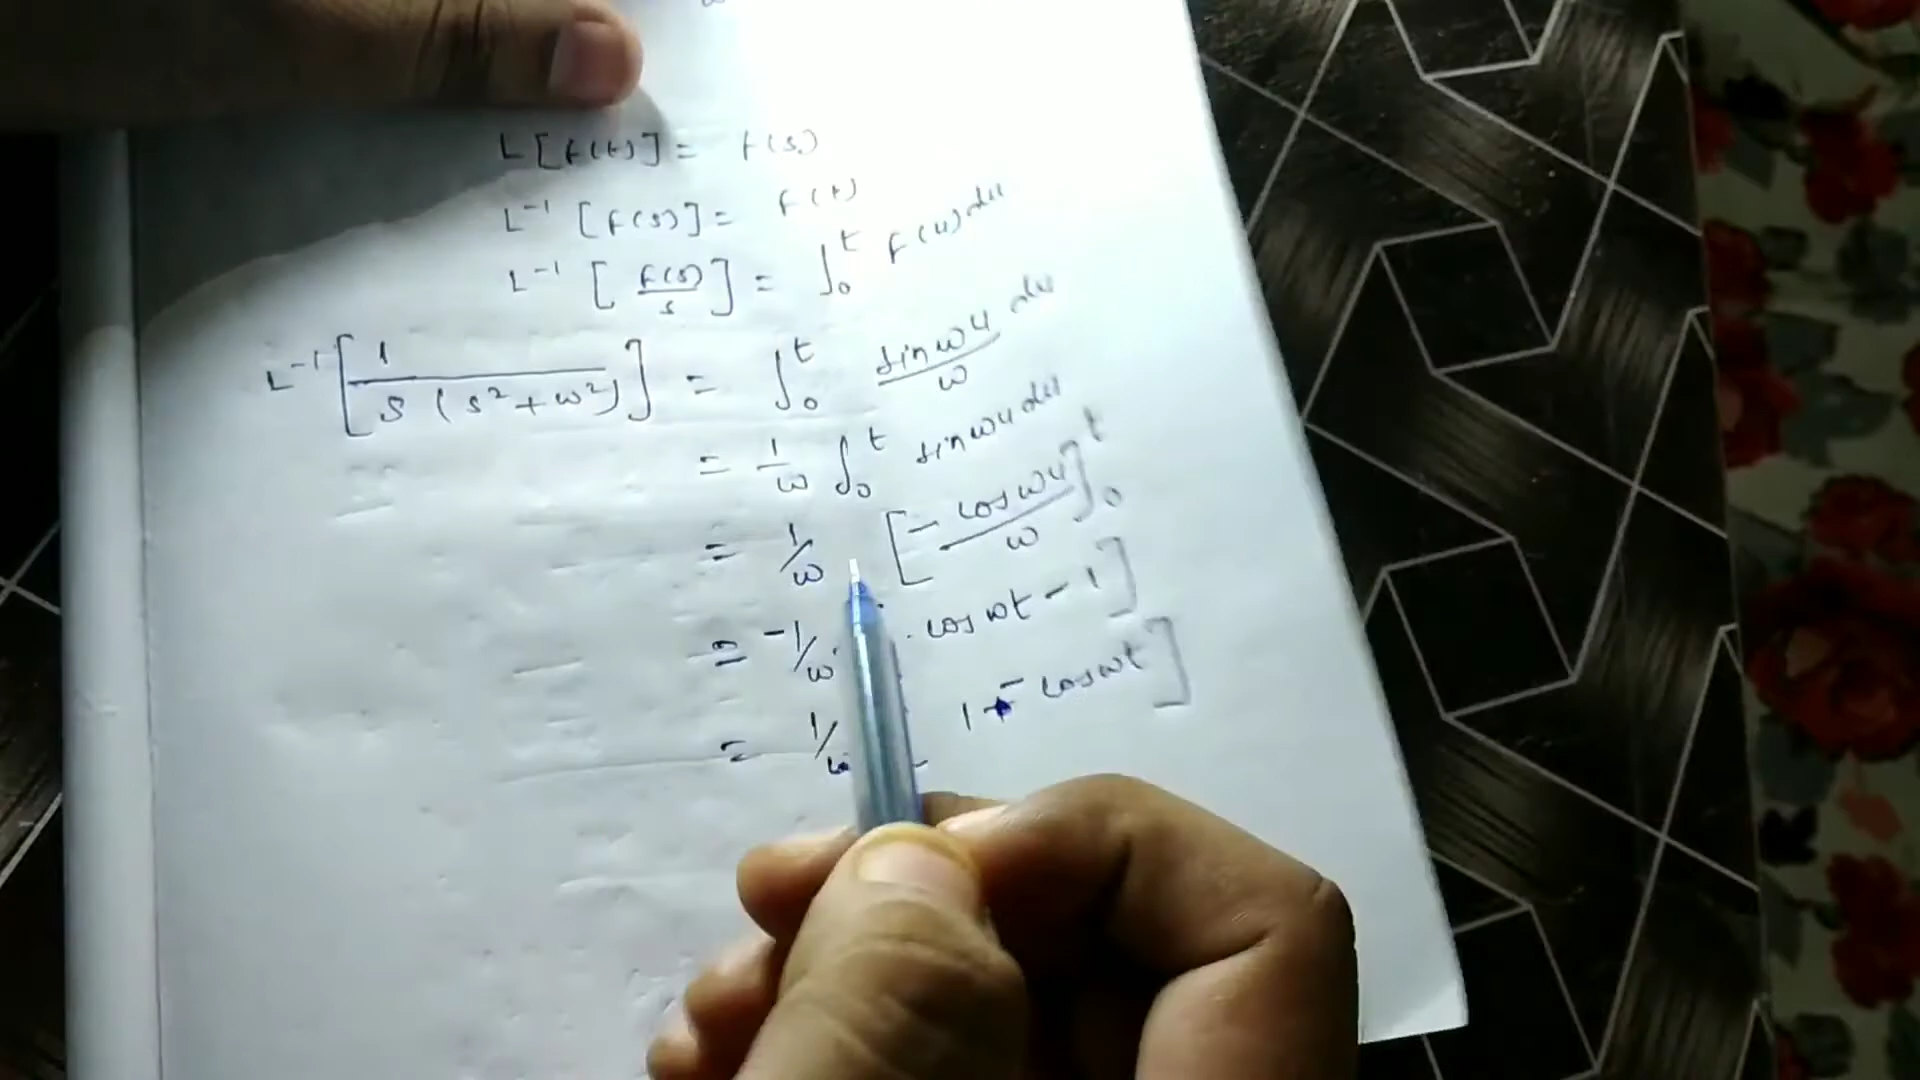 L[f(t)] = f(s)
L⁻¹ [f(s)] = f(t)
L⁻¹ [f(s)/s] = ∫₀ᵗ f(u) du
L⁻¹ [1/(s (s²+ω²))] = ∫₀ᵗ sin ωu/ω du
= 1/ω ∫₀ᵗ sin ωu du
= 1/ω [-cos ωu/ω]₀ᵗ
= -1/ω cos ωt - 1]
= 1/ 1 - cos ωt]